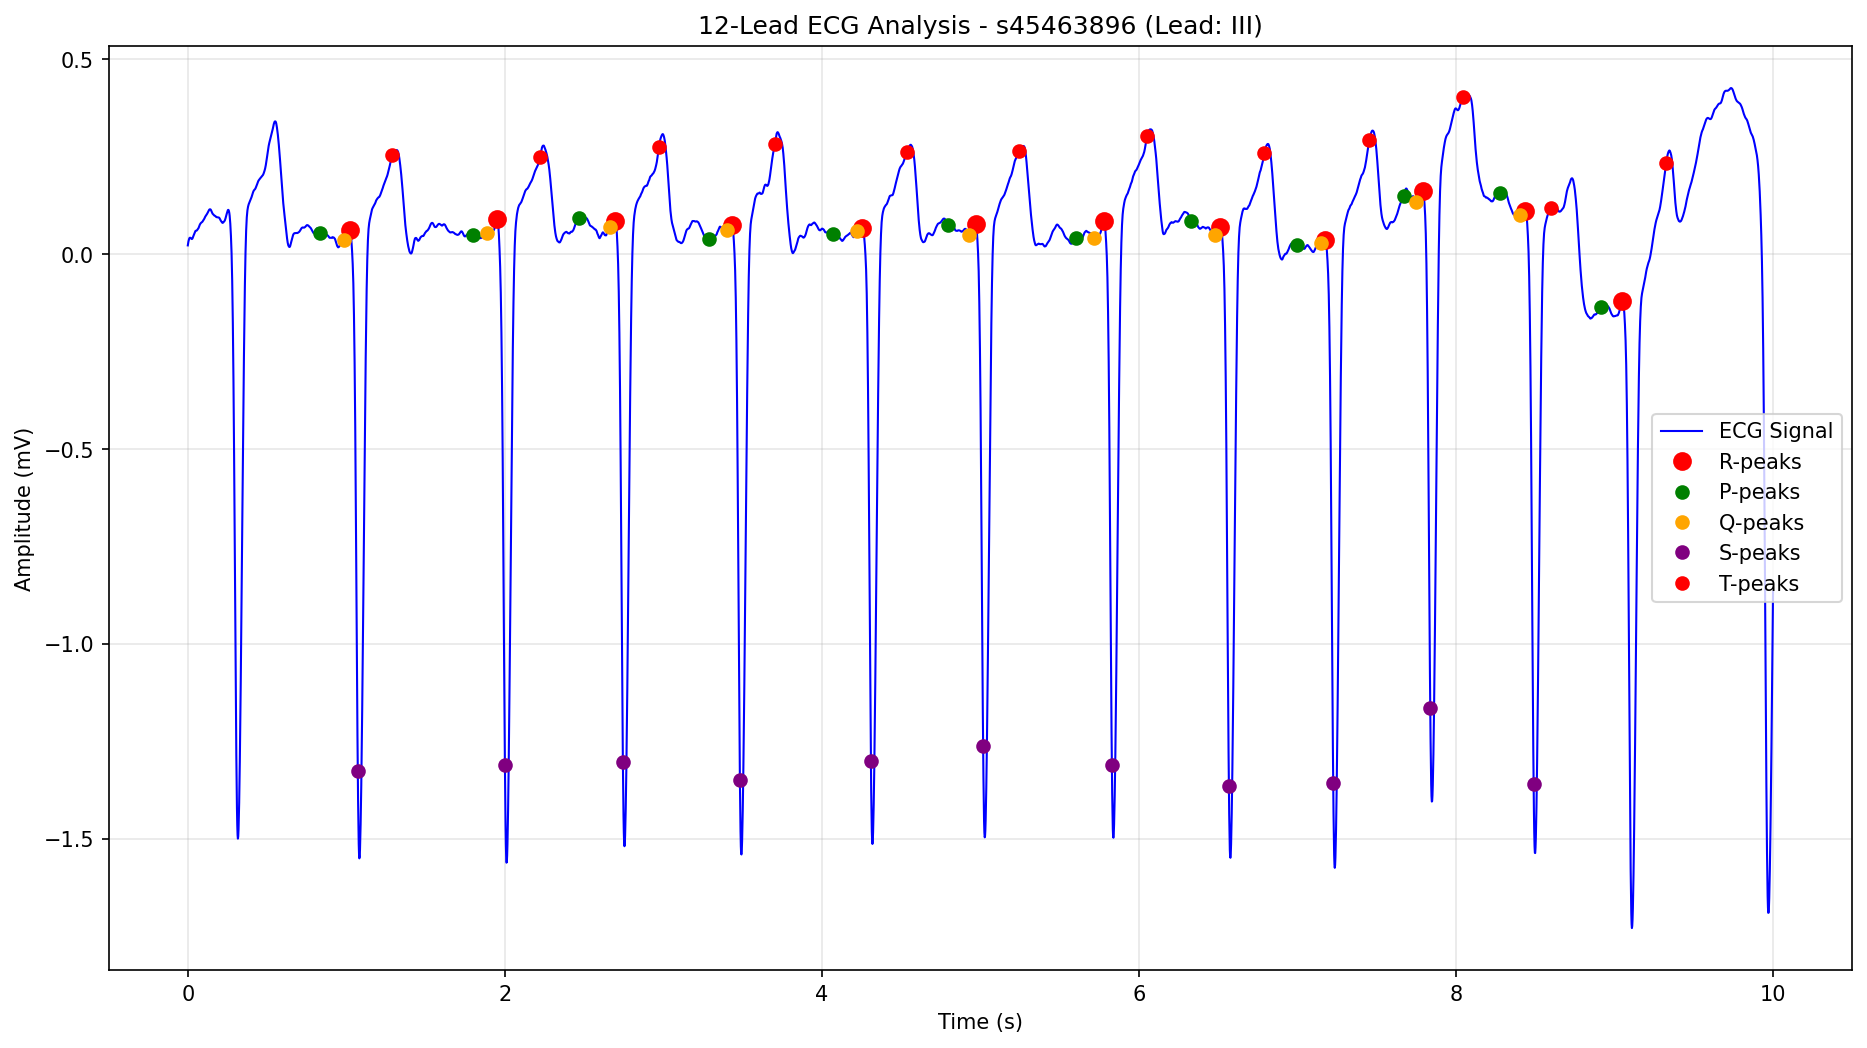 12-Lead ECG Analysis - s45463896 (Lead: III)
Amplitude (mV)
0.5
0.0
−0.5
−1.0
−1.5
ECG Signal
R-peaks
P-peaks
Q-peaks
S-peaks
T-peaks
0 2 4 6 8 10
Time (s)